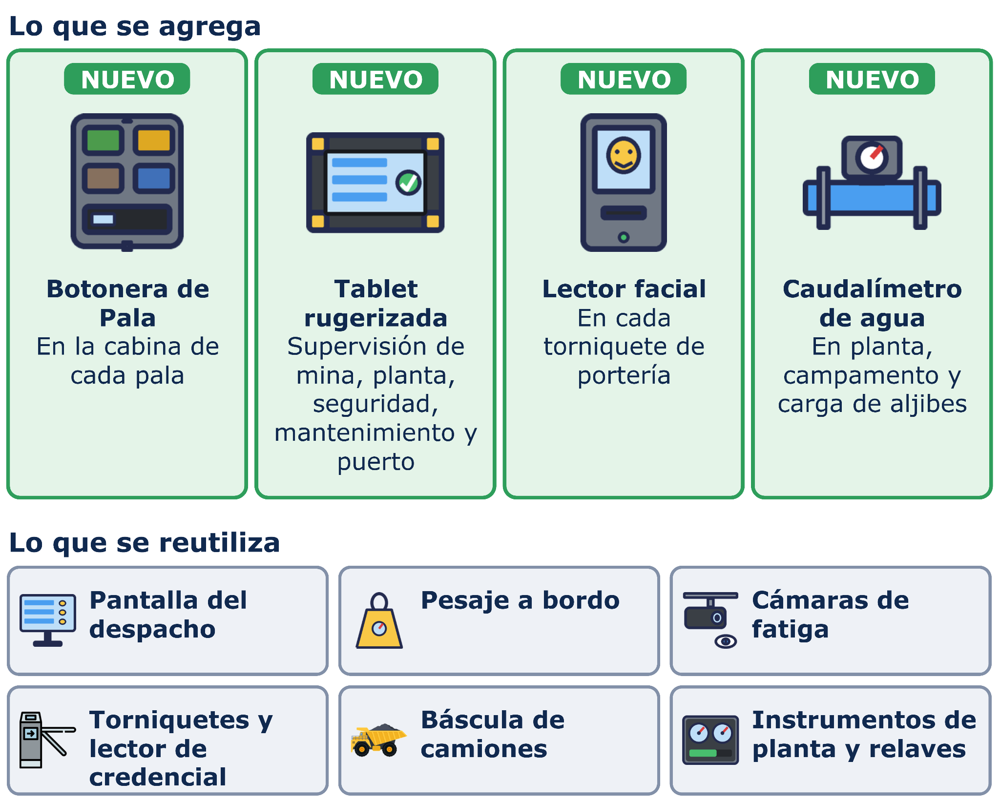 Lo que se agrega
NUEVO
Botonera de
Pala
En la cabina de
cada pala
NUEVO
Tablet
rugerizada
Supervisión de
mina, planta,
seguridad,
mantenimiento y
puerto
NUEVO
Lector facial
En cada
torniquete de
portería
NUEVO
Caudalímetro
de agua
En planta,
campamento y
carga de aljibes
Lo que se reutiliza
Pantalla del
despacho
Pesaje a bordo
Cámaras de
fatiga
Torniquetes y
lector de
credencial
Báscula de
camiones
Instrumentos de
planta y relaves